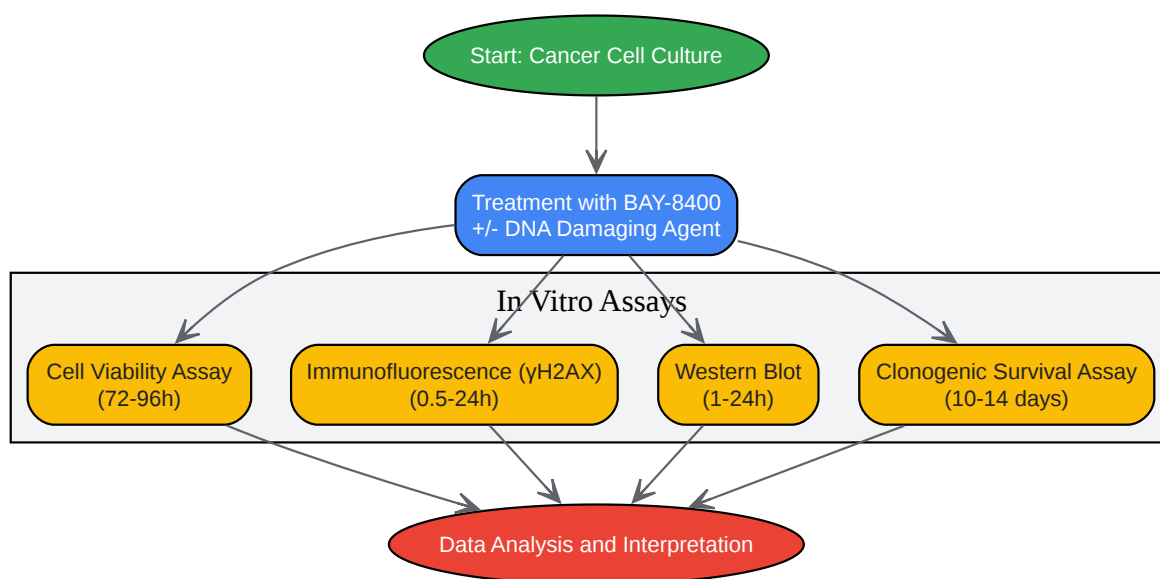 Start: Cancer Cell Culture
Treatment with BAY-8400
+/- DNA Damaging Agent
In Vitro Assays
Cell Viability Assay
(72-96h)
Immunofluorescence (γH2AX)
(0.5-24h)
Western Blot
(1-24h)
Clonogenic Survival Assay
(10-14 days)
Data Analysis and Interpretation